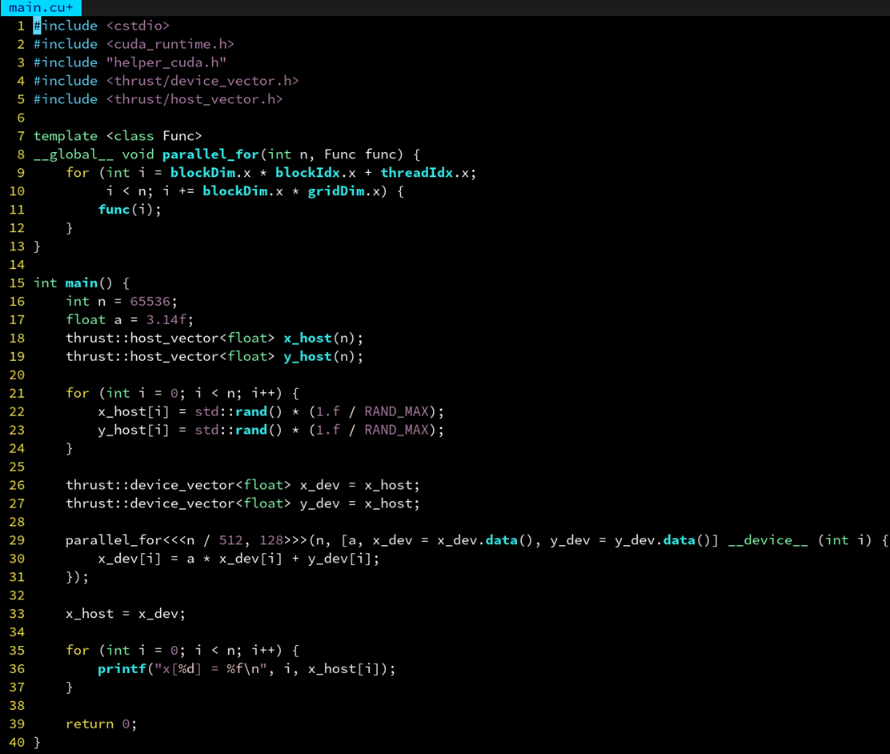 main.cu+
1 #include <cstdio>
2 #include <cuda_runtime.h>
3 #include "helper_cuda.h"
4 #include <thrust/device_vector.h>
5 #include <thrust/host_vector.h>
6
7 template <class Func>
8 __global__ void parallel_for(int n, Func func) {
9     for (int i = blockDim.x * blockIdx.x + threadIdx.x;
10          i < n; i += blockDim.x * gridDim.x) {
11         func(i);
12     }
13 }
14
15 int main() {
16     int n = 65536;
17     float a = 3.14f;
18     thrust::host_vector<float> x_host(n);
19     thrust::host_vector<float> y_host(n);
20
21     for (int i = 0; i < n; i++) {
22         x_host[i] = std::rand() * (1.f / RAND_MAX);
23         y_host[i] = std::rand() * (1.f / RAND_MAX);
24     }
25
26     thrust::device_vector<float> x_dev = x_host;
27     thrust::device_vector<float> y_dev = x_host;
28
29     parallel_for<<<n / 512, 128>>>(n, [a, x_dev = x_dev.data(), y_dev = y_dev.data()] __device__ (int i) {
30         x_dev[i] = a * x_dev[i] + y_dev[i];
31     });
32
33     x_host = x_dev;
34
35     for (int i = 0; i < n; i++) {
36         printf("x[%d] = %f\n", i, x_host[i]);
37     }
38
39     return 0;
40 }